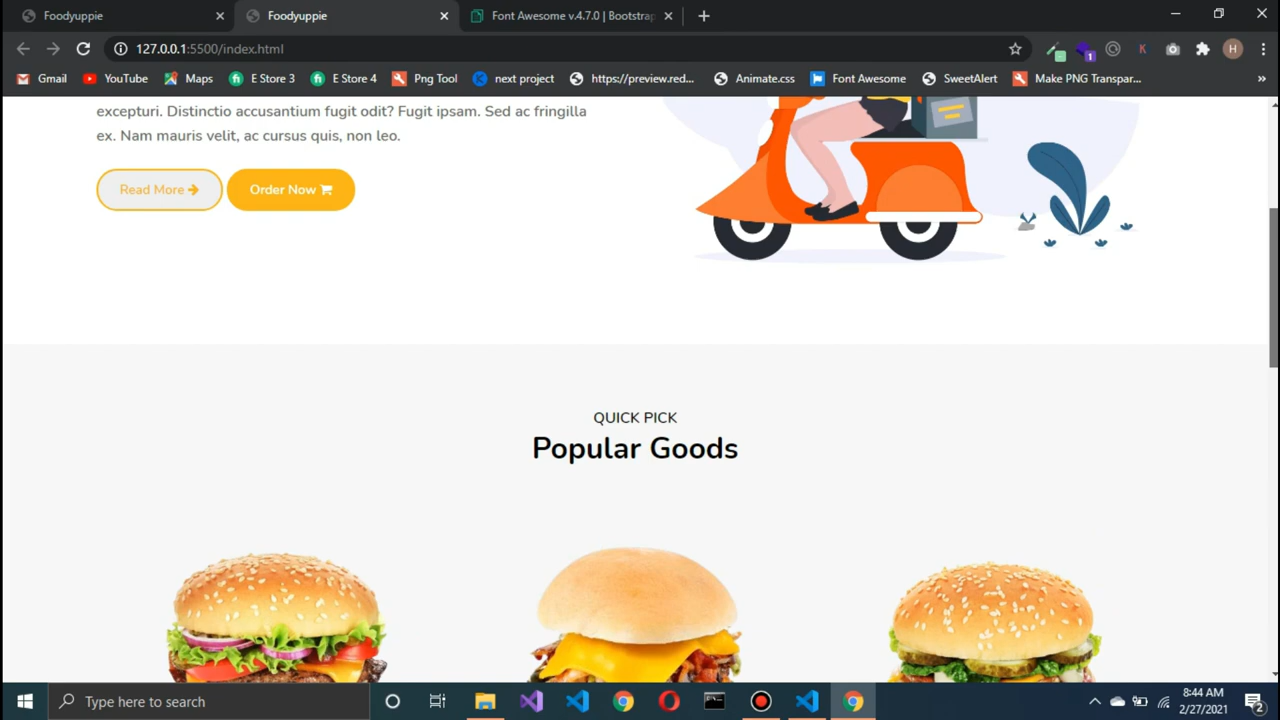 Foodyuppie
Foodyuppie
Font Awesome v.4.7.0 | Bootstrap
127.0.0.1:5500/index.html
K
1
H
Gmail
YouTube
Maps
E Store 3
E Store 4
Png Tool
next project
https://preview.red...
Animate.css
Font Awesome
SweetAlert
Make PNG Transpar...
»
excepturi. Distinctio accusantium fugit odit? Fugit ipsam. Sed ac fringilla
ex. Nam mauris velit, ac cursus quis, non leo.
Read More
Order Now
QUICK PICK
Popular Goods
Type here to search
8:44 AM
2/27/2021
2